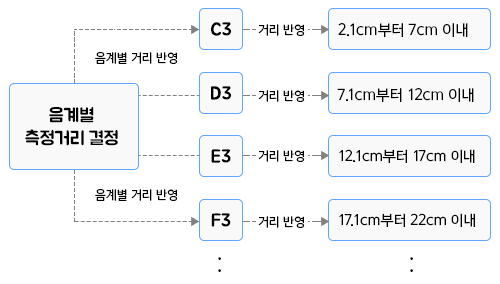 C3
거리 반영
2.1cm부터 7cm 이내
음계별 거리 반영
D3
거리 반영
7.1cm부터 12cm 이내
음계별
측정거리 결정
E3
거리 반영
12.1cm부터 17cm 이내
음계별 거리 반영
F3
거리 반영
17.1cm부터 22cm 이내
:
: